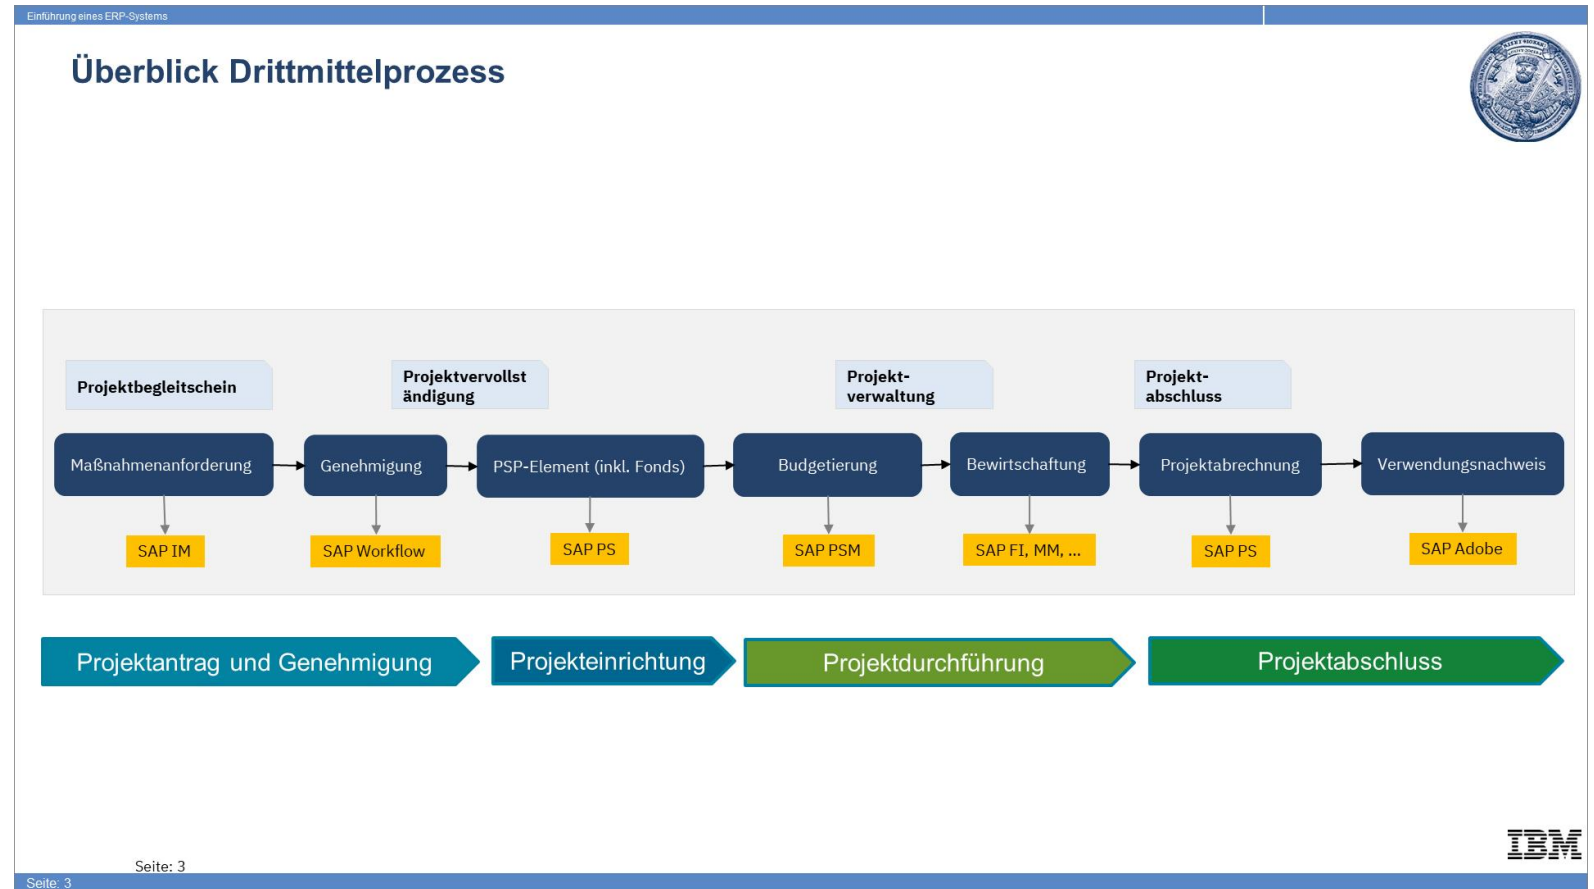 Einführung eines ERP-Systems
Überblick Drittmittelprozess
Projektbegleitschein
Projektvervollst
ändigung
Projekt-
verwaltung
Projekt-
abschluss
Maßnahmenanforderung
Genehmigung
PSP-Element (inkl. Fonds)
Budgetierung
Bewirtschaftung
Projektabrechnung
Verwendungsnachweis
SAP IM
SAP Workflow
SAP PS
SAP PSM
SAP FI, MM, ...
SAP PS
SAP Adobe
Projektantrag und Genehmigung
Projekteinrichtung
Projektdurchführung
Projektabschluss
IBM
Seite: 3
Seite: 3